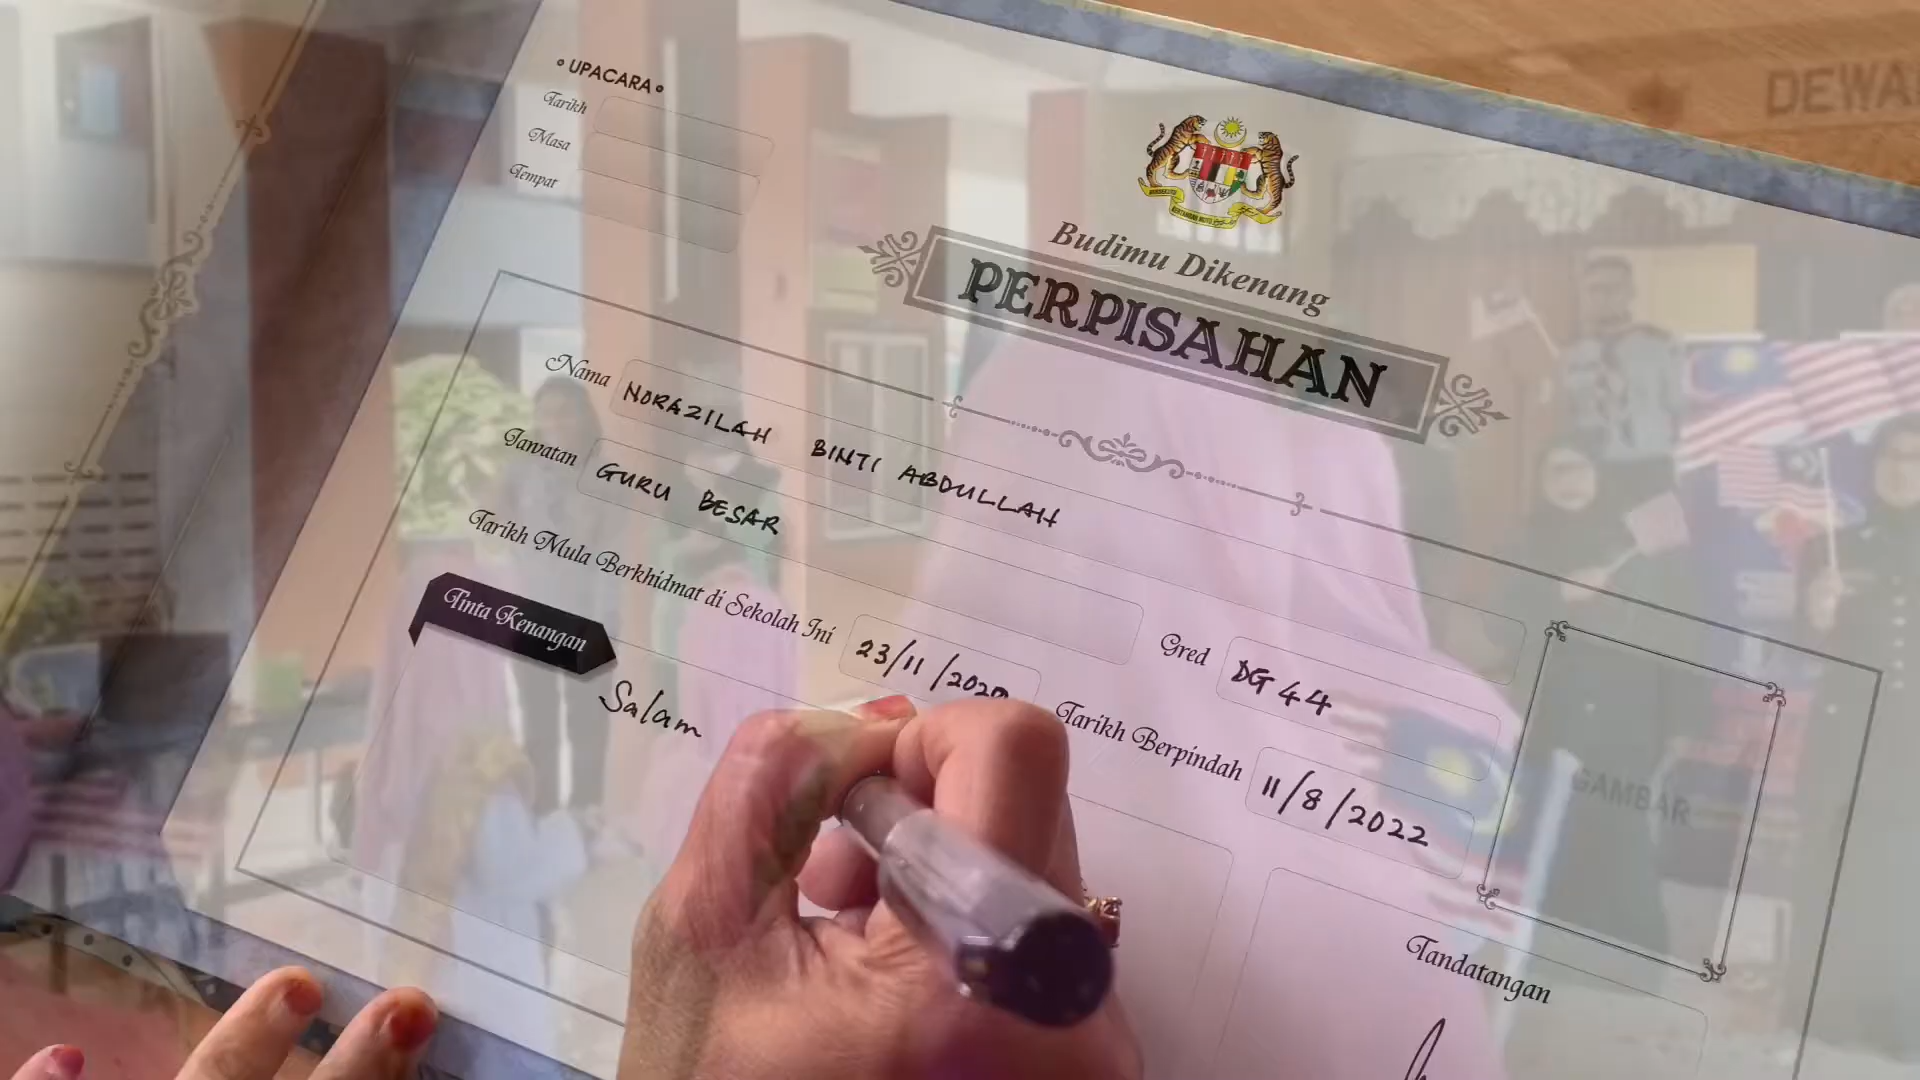 DEWA
° UPACARA °
Tarikh
Masa
Tempat
Budimu Dikenang
PERPISAHAN
Nama NORAZILAH BINTI ABDULLAH
Jawatan GURU BESAR
Gred DG 44
Tarikh Mula Berkhidmat di Sekolah Ini 23/11/2020
Tarikh Berpindah 11/8/2022
GAMBAR
Tinta Kenangan
Salam
Tandatangan